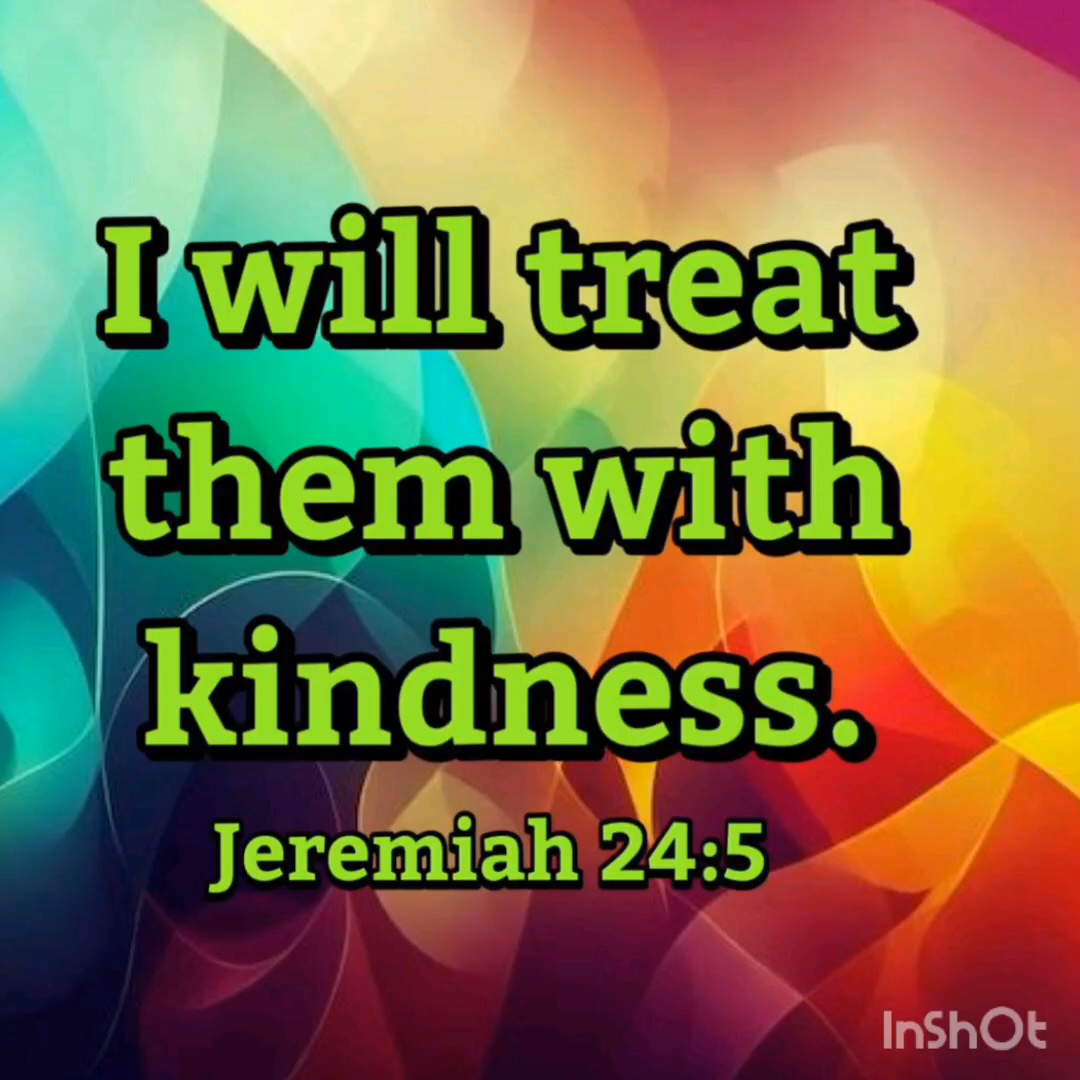 I will treat
them with
kindness.
Jeremiah 24:5
InShOt